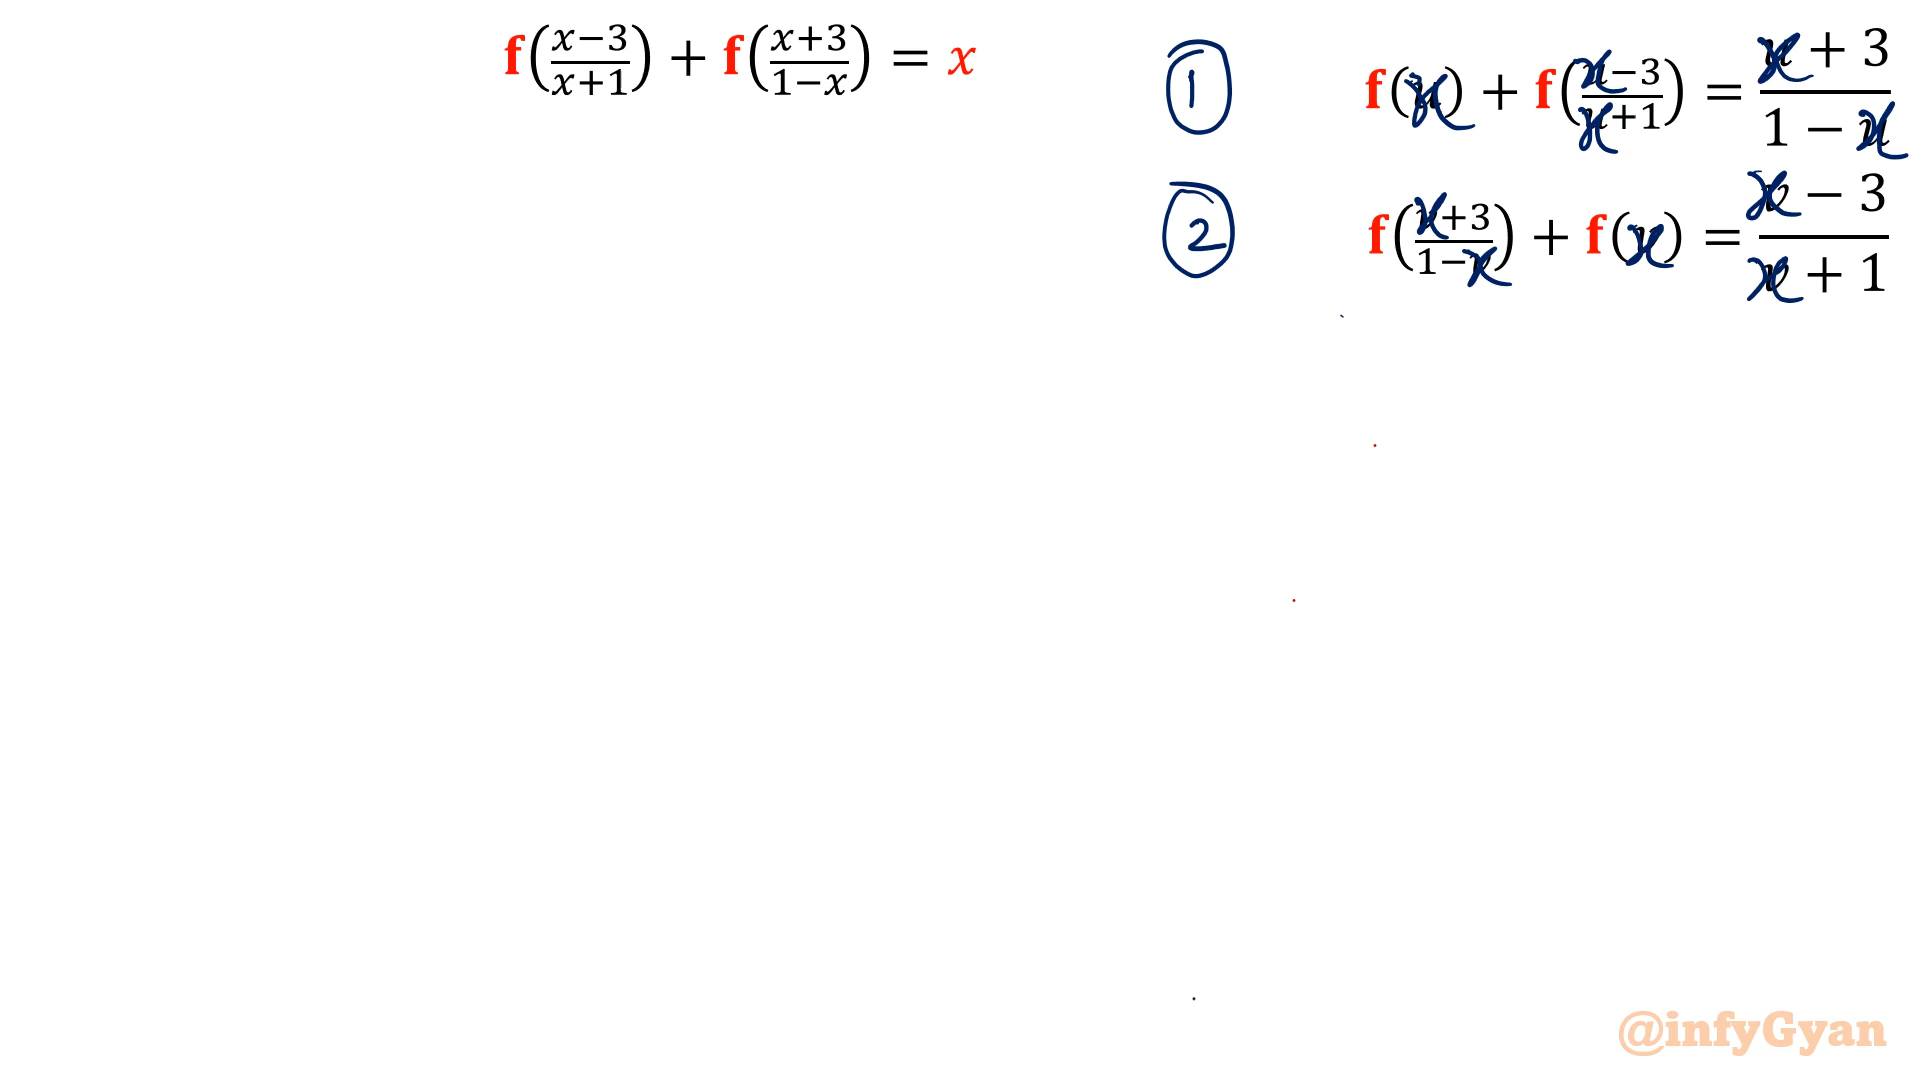 f((x−3)/(x+1)) + f((x+3)/(1−x)) = x
① f(x) + f((x−3)/(x+1)) = (x+3)/(1−x)
② f((x+3)/(1−x)) + f(x) = (x−3)/(x+1)
@infyGyan